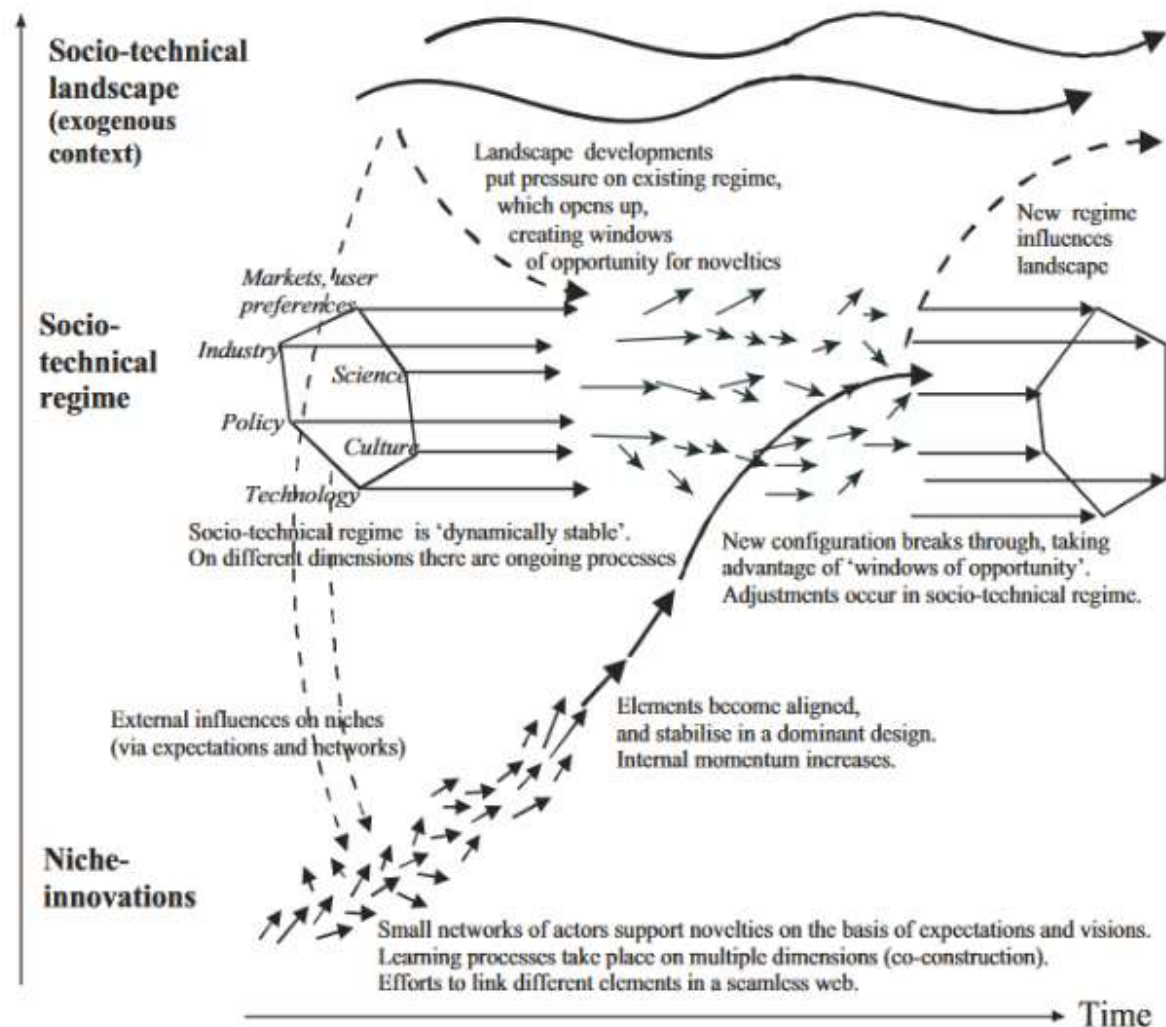 Socio-technical
landscape
(exogenous
context)
Landscape developments
put pressure on existing regime,
which opens up,
creating windows
of opportunity for novelties
New regime
influences
landscape
Socio-
technical
regime
Markets, user
preferences
Industry
Science
Policy
Culture
Technology
Socio-technical regime is ‘dynamically stable’.
On different dimensions there are ongoing processes
New configuration breaks through, taking
advantage of ‘windows of opportunity’.
Adjustments occur in socio-technical regime.
External influences on niches
(via expectations and networks)
Elements become aligned,
and stabilise in a dominant design.
Internal momentum increases.
Niche-
innovations
Small networks of actors support novelties on the basis of expectations and visions.
Learning processes take place on multiple dimensions (co-construction).
Efforts to link different elements in a seamless web.
Time